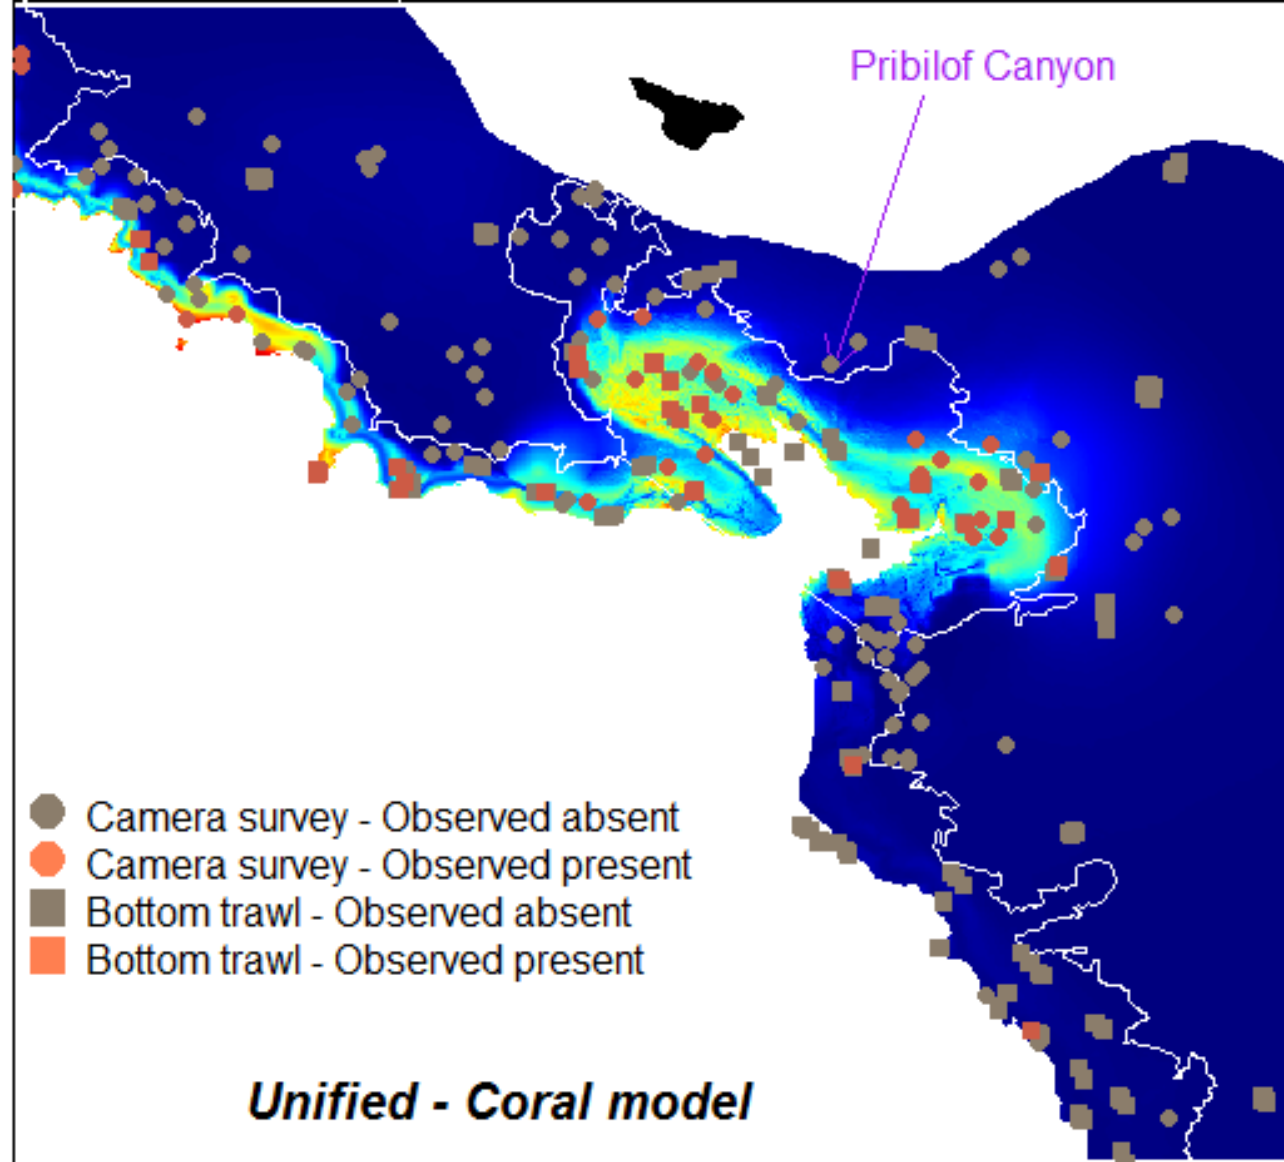 Pribilof Canyon
Camera survey - Observed absent
Camera survey - Observed present
Bottom trawl - Observed absent
Bottom trawl - Observed present
Unified - Coral model